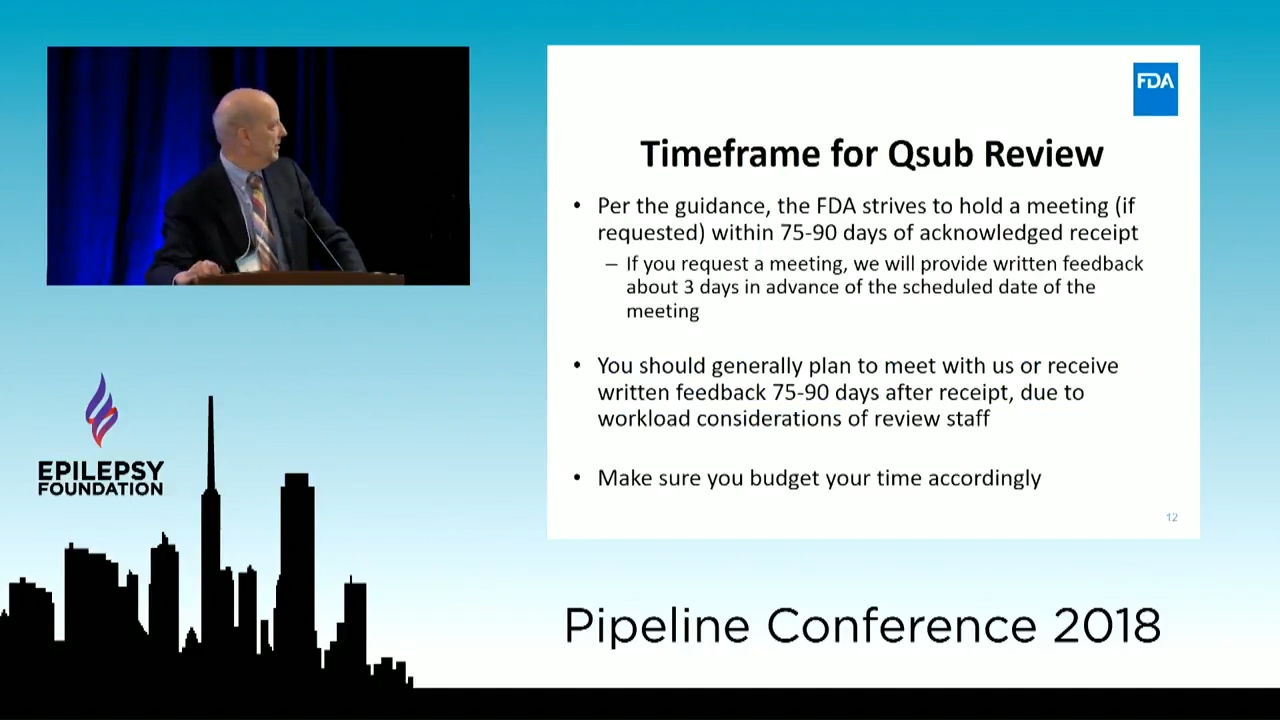 FDA
Timeframe for Qsub Review
• Per the guidance, the FDA strives to hold a meeting (if
requested) within 75-90 days of acknowledged receipt
– If you request a meeting, we will provide written feedback
about 3 days in advance of the scheduled date of the
meeting
• You should generally plan to meet with us or receive
written feedback 75-90 days after receipt, due to
workload considerations of review staff
• Make sure you budget your time accordingly
12
EPILEPSY
FOUNDATION
Pipeline Conference 2018